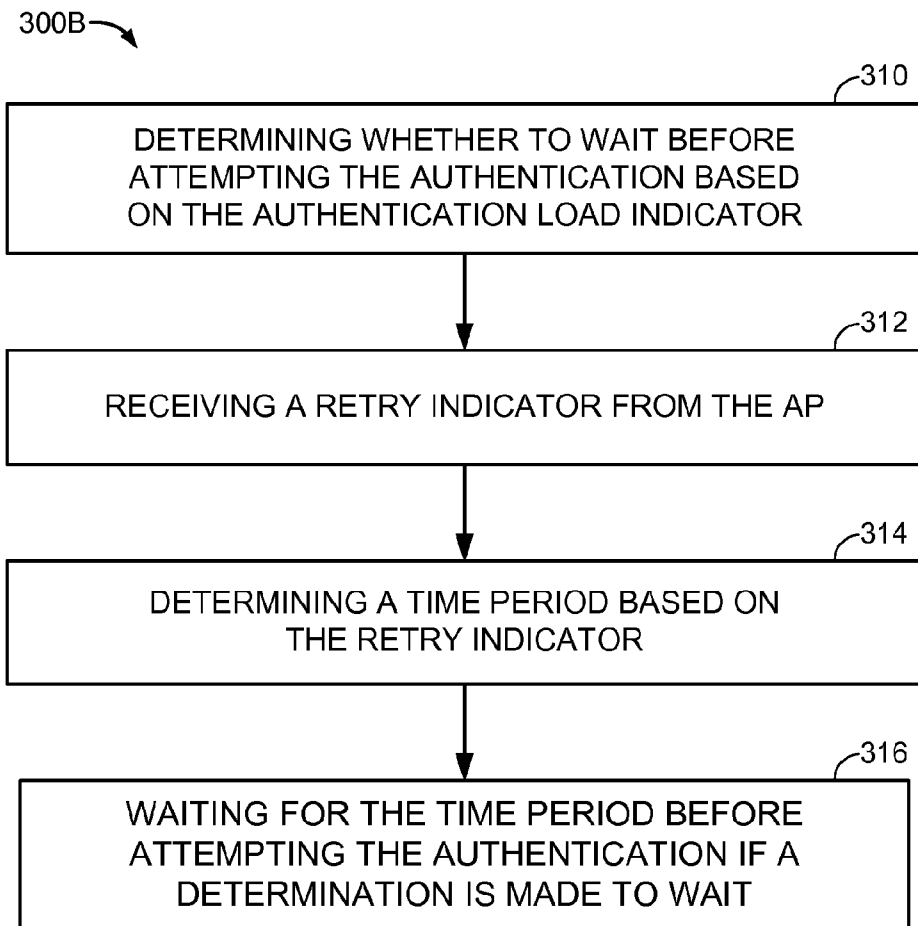 300B
310
DETERMINING WHETHER TO WAIT BEFORE
ATTEMPTING THE AUTHENTICATION BASED
ON THE AUTHENTICATION LOAD INDICATOR
312
RECEIVING A RETRY INDICATOR FROM THE AP
314
DETERMINING A TIME PERIOD BASED ON
THE RETRY INDICATOR
316
WAITING FOR THE TIME PERIOD BEFORE
ATTEMPTING THE AUTHENTICATION IF A
DETERMINATION IS MADE TO WAIT